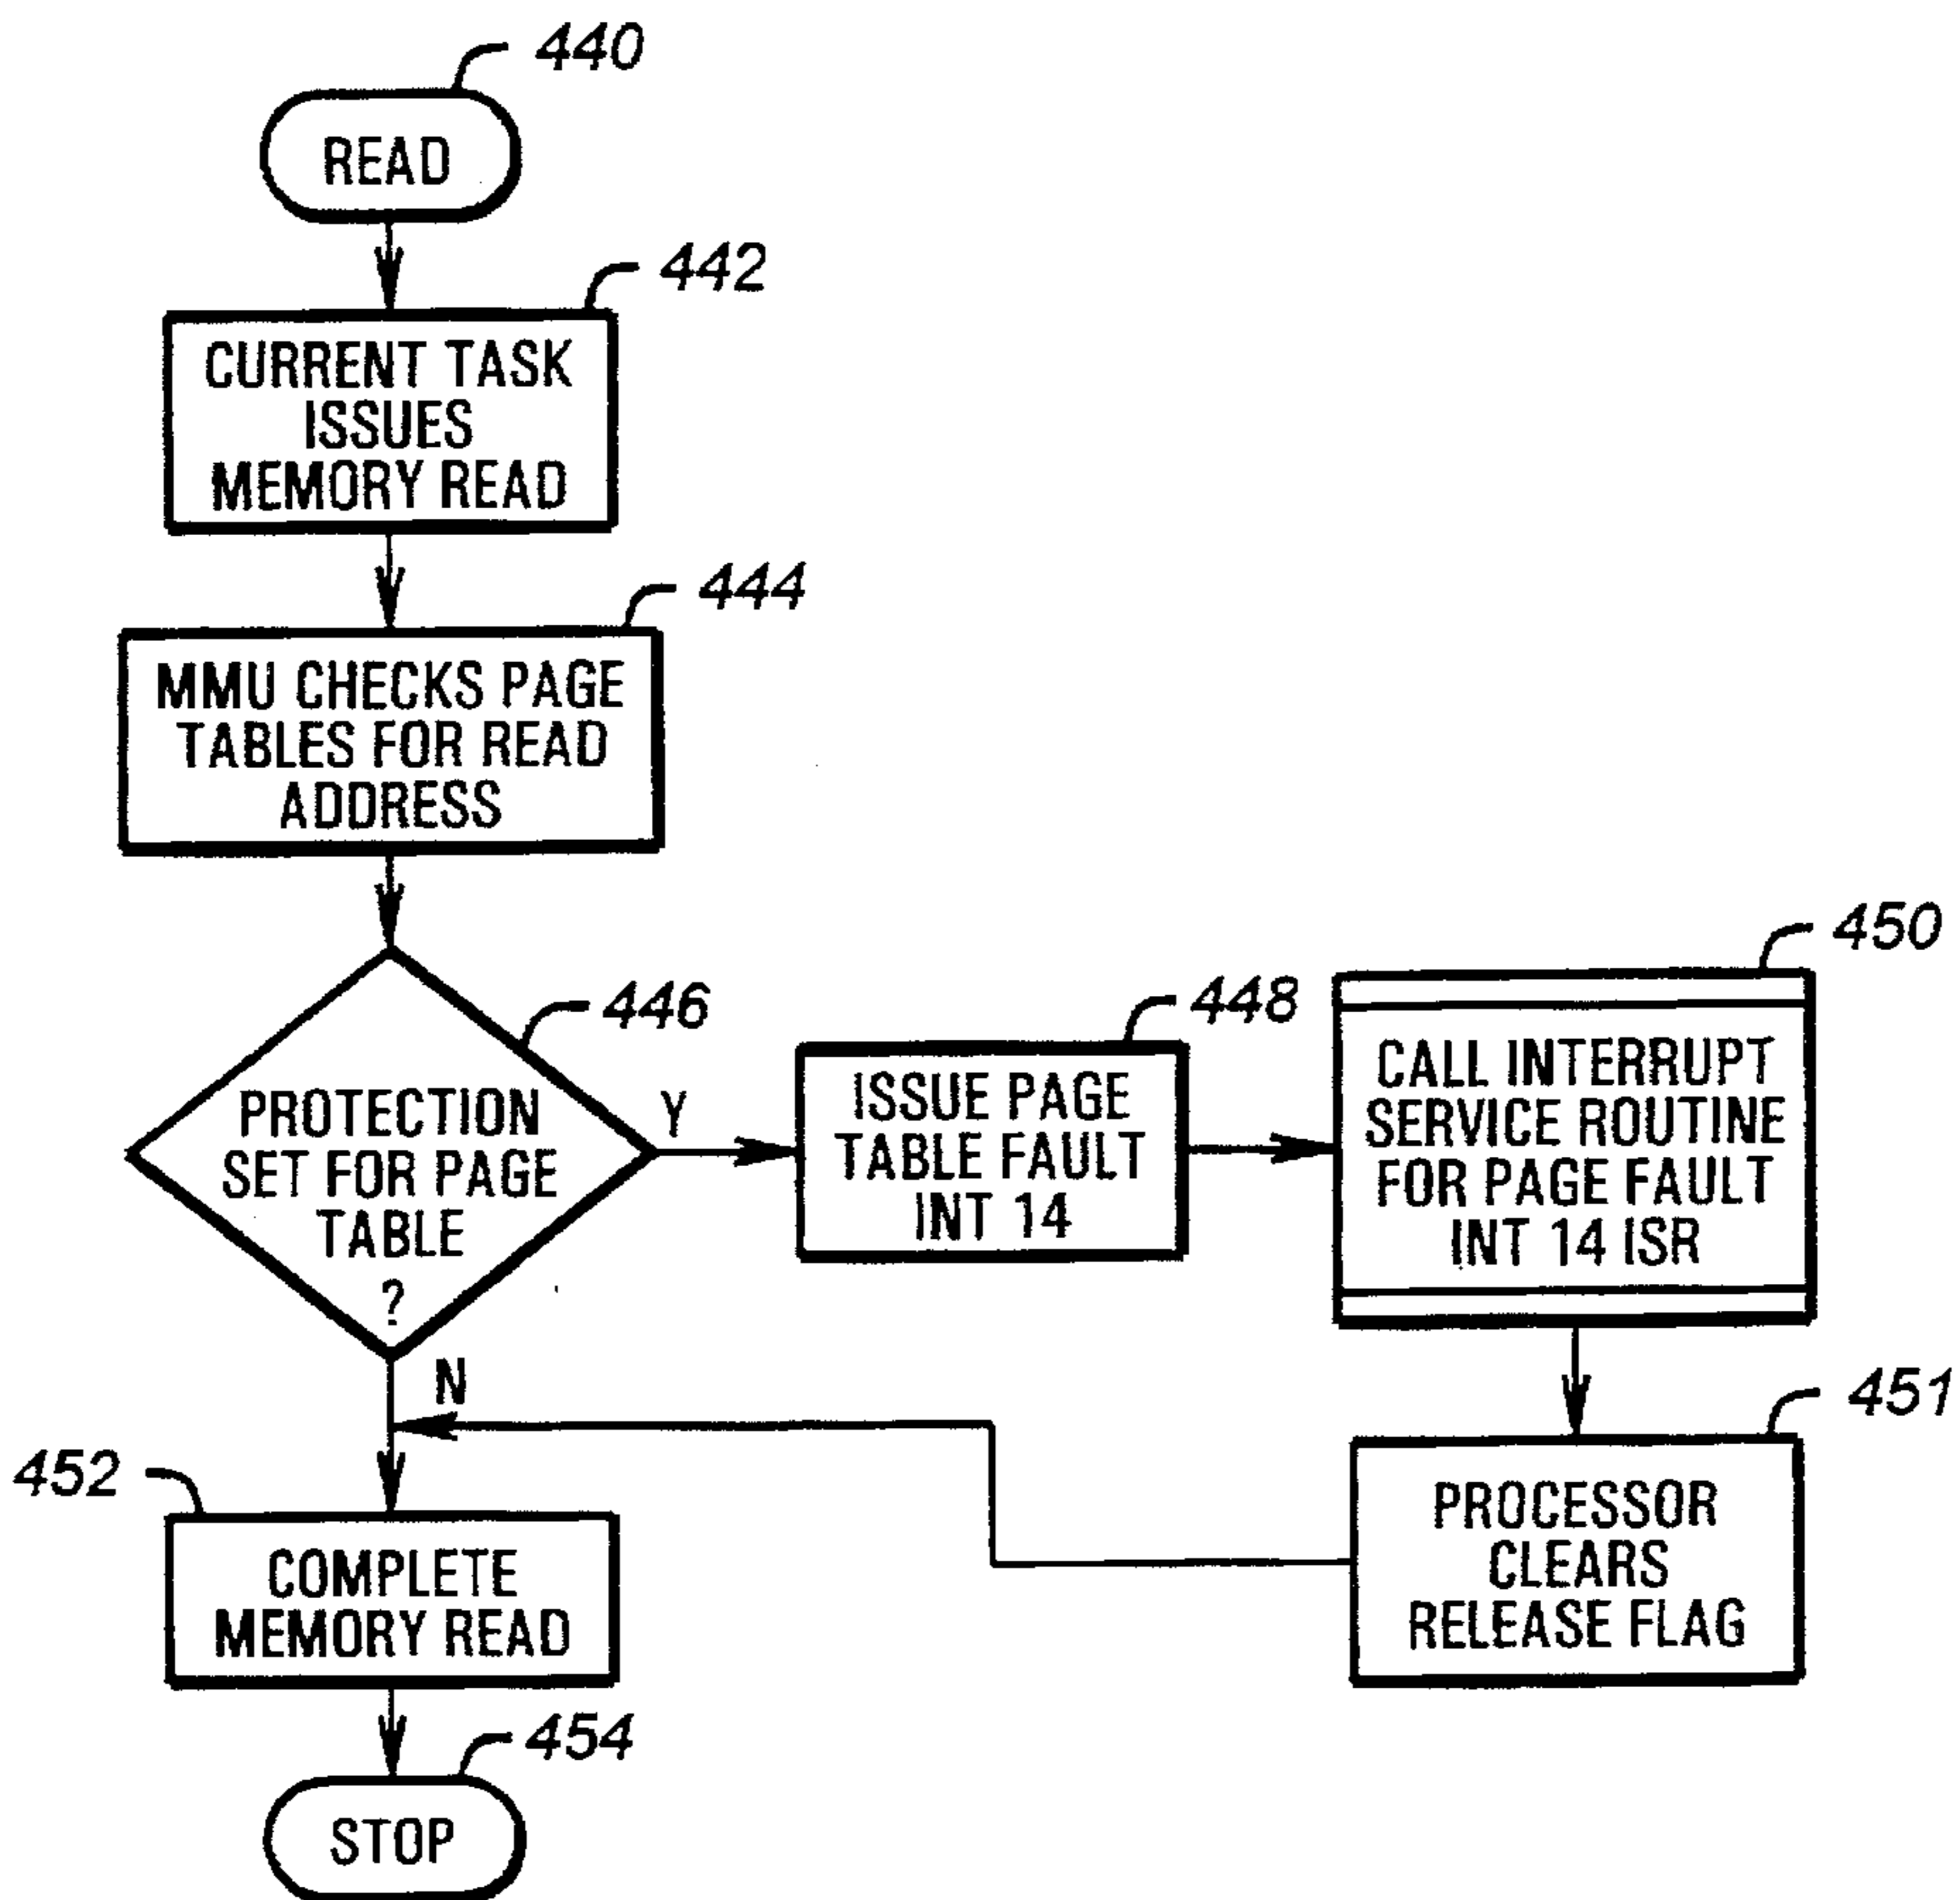 440
READ
442
CURRENT TASK
ISSUES
MEMORY READ
444
MMU CHECKS PAGE
TABLES FOR READ
ADDRESS
446
PROTECTION
SET FOR PAGE
TABLE
?
Y
N
448
ISSUE PAGE
TABLE FAULT
INT 14
450
CALL INTERRUPT
SERVICE ROUTINE
FOR PAGE FAULT
INT 14 ISR
451
PROCESSOR
CLEARS
RELEASE FLAG
452
COMPLETE
MEMORY READ
454
STOP